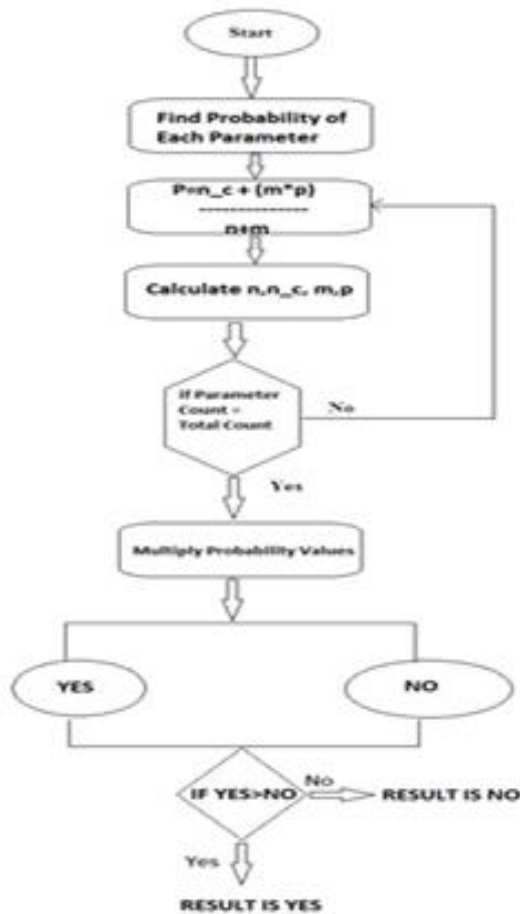 Start
Find Probability of
Each Parameter
P=n_c + (m*p)
--------------
n+m
Calculate n,n_c, m,p
if Parameter
Count =
Total Count
No
Yes
Multiply Probability Values
YES
NO
IF YES>NO
No
RESULT IS NO
Yes
RESULT IS YES